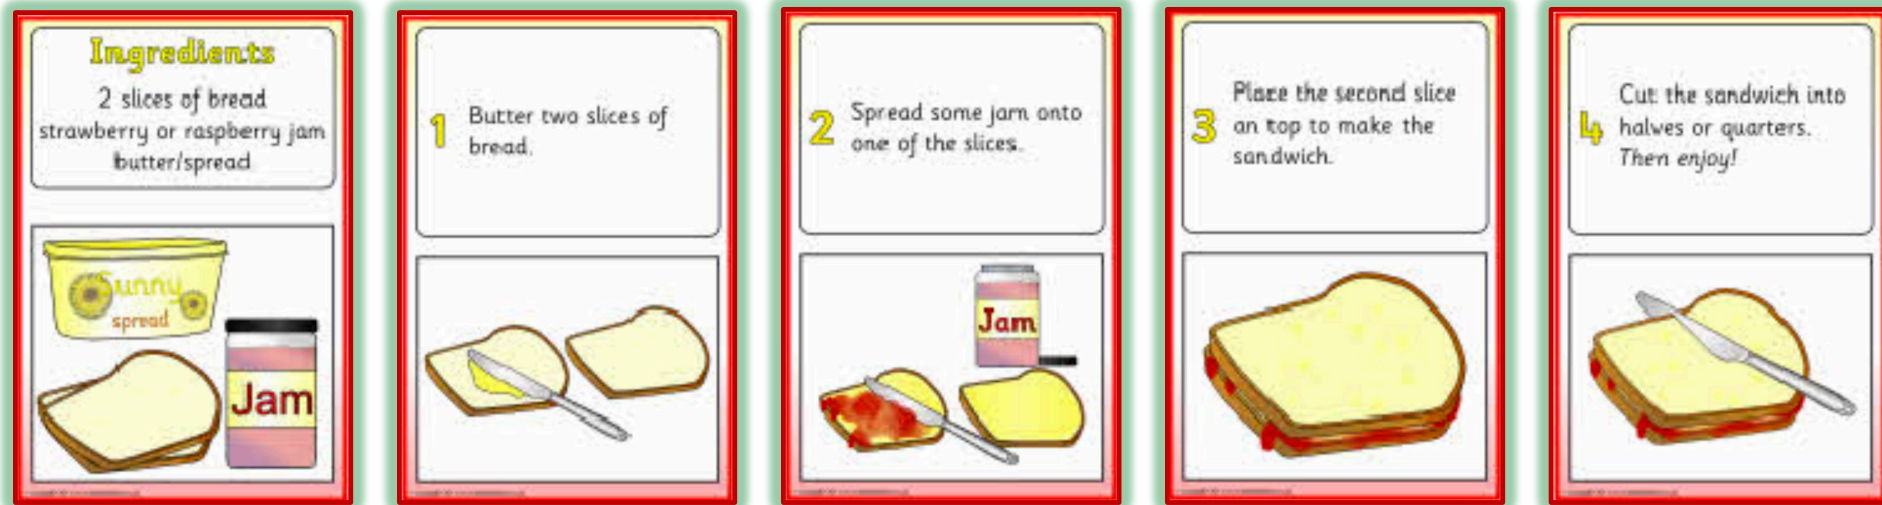 Ingredients
2 slices of bread
strawberry or raspberry jam
butter/spread
Sunny
spread
Jam
1 Butter two slices of
bread.
2 Spread some jam onto
one of the slices.
Jam
3 Place the second slice
on top to make the
sandwich.
4 Cut the sandwich into
halves or quarters.
Then enjoy!